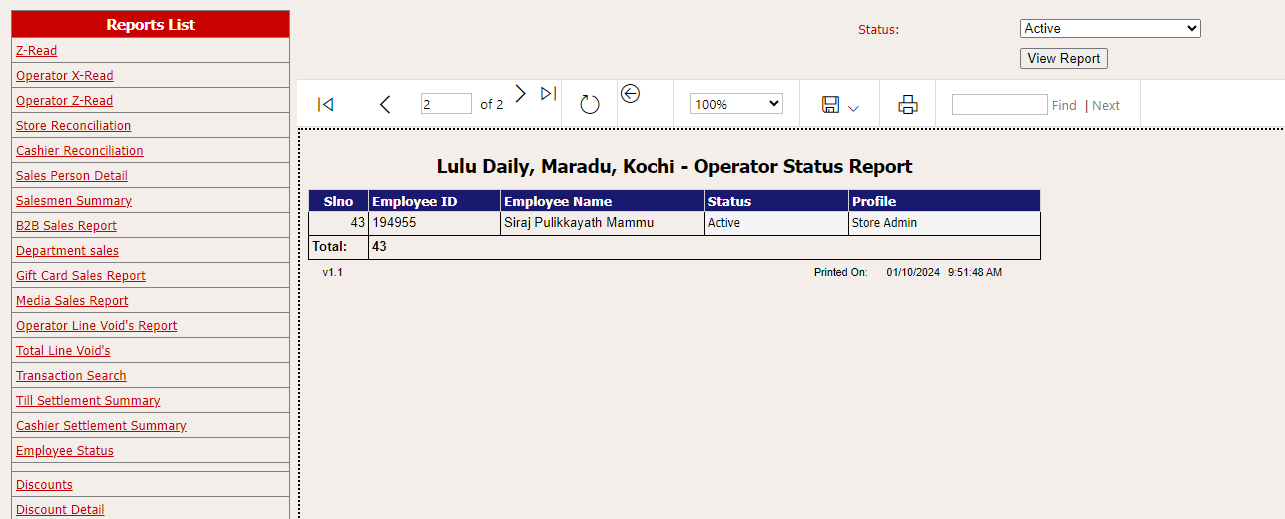 Reports List
Z-Read
Operator X-Read
Operator Z-Read
Store Reconciliation
Cashier Reconciliation
Sales Person Detail
Salesmen Summary
B2B Sales Report
Department sales
Gift Card Sales Report
Media Sales Report
Operator Line Void's Report
Total Line Void's
Transaction Search
Till Settlement Summary
Cashier Settlement Summary
Employee Status
Discounts
Discount Detail
Status: Active
View Report
2 of 2 100% Find | Next
Lulu Daily, Maradu, Kochi - Operator Status Report
Slno Employee ID Employee Name Status Profile
43 194955 Siraj Pulikkayath Mammu Active Store Admin
Total: 43
v1.1 Printed On: 01/10/2024 9:51:48 AM